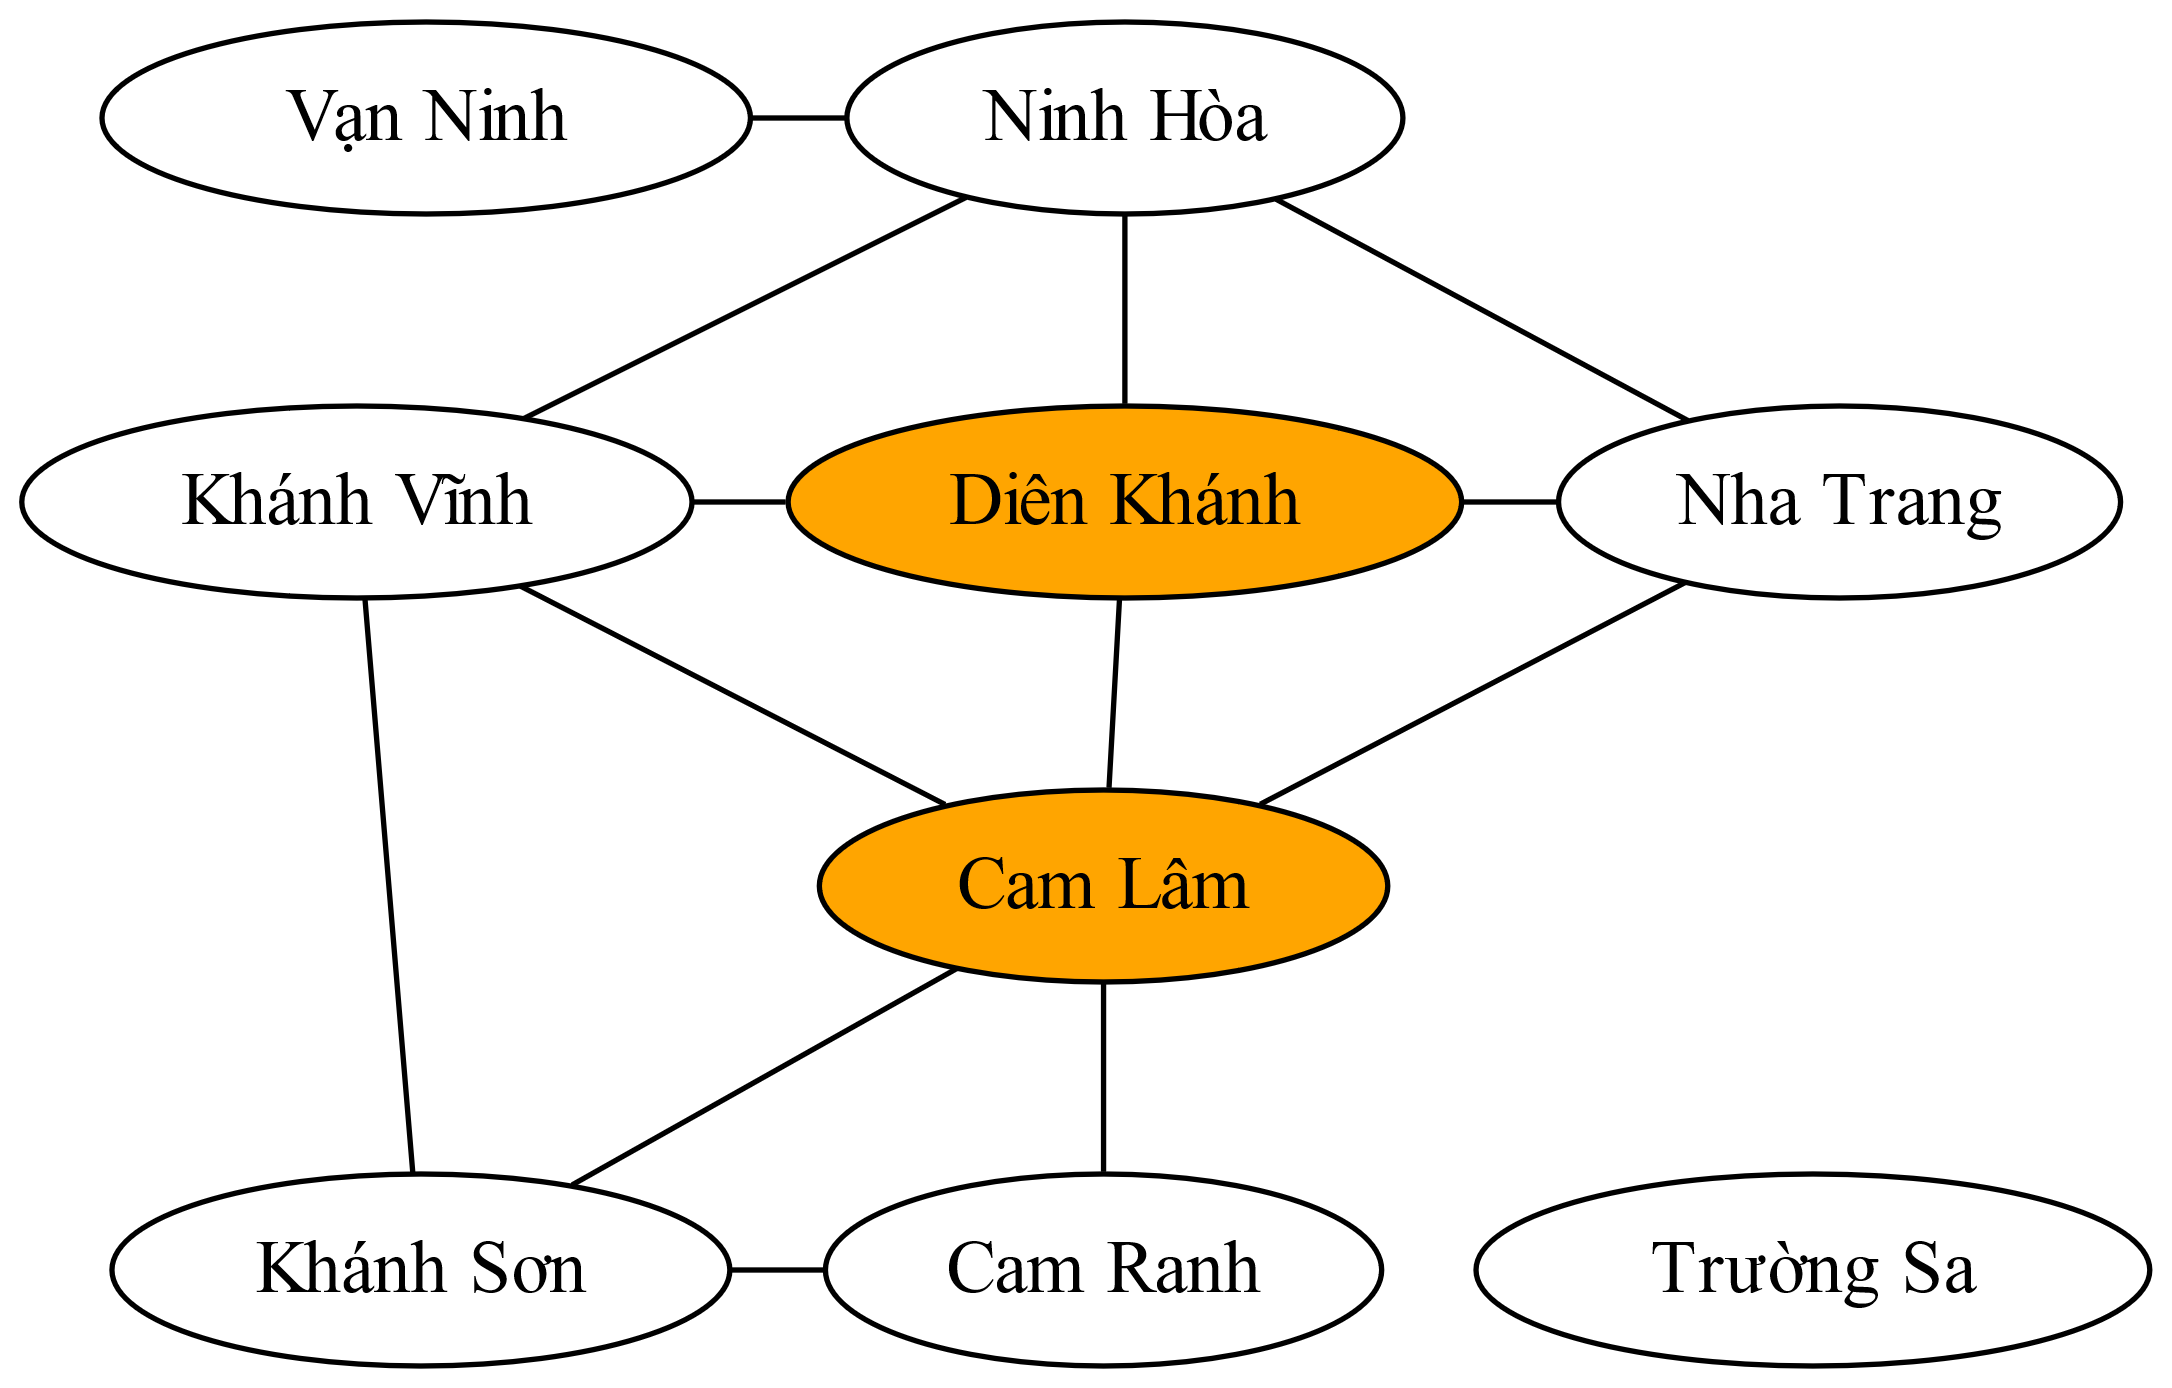 Vạn Ninh
Ninh Hòa
Khánh Vĩnh
Diên Khánh
Nha Trang
Cam Lâm
Khánh Sơn
Cam Ranh
Trường Sa